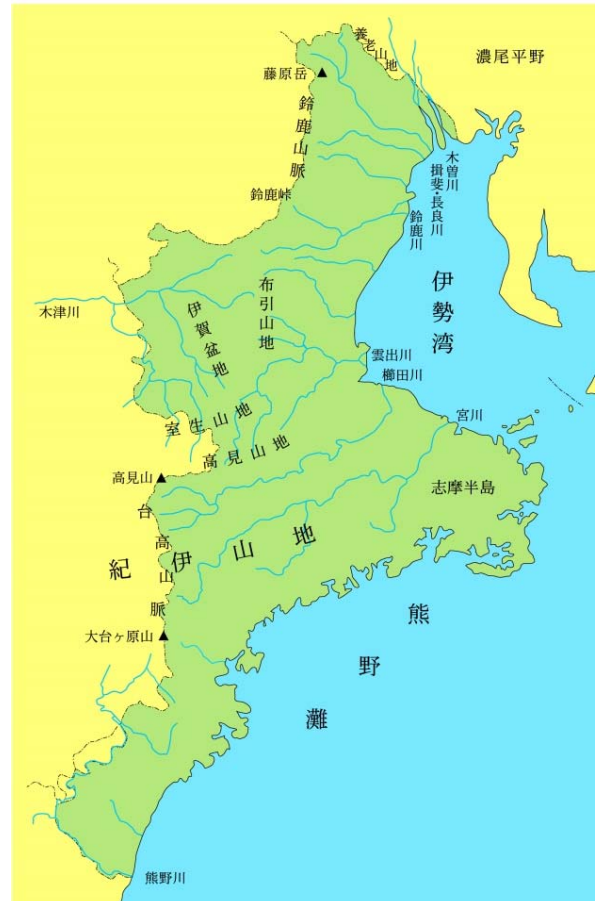 養老山地
濃尾平野
藤原岳
鈴鹿山脈
木曽川
揖斐・長良川
鈴鹿峠
鈴鹿川
伊勢湾
布引山地
伊賀盆地
木津川
雲出川
櫛田川
宮川
室生山地
高見山地
高見山
志摩半島
台高山脈
紀伊山地
大台ヶ原山
熊野灘
熊野川